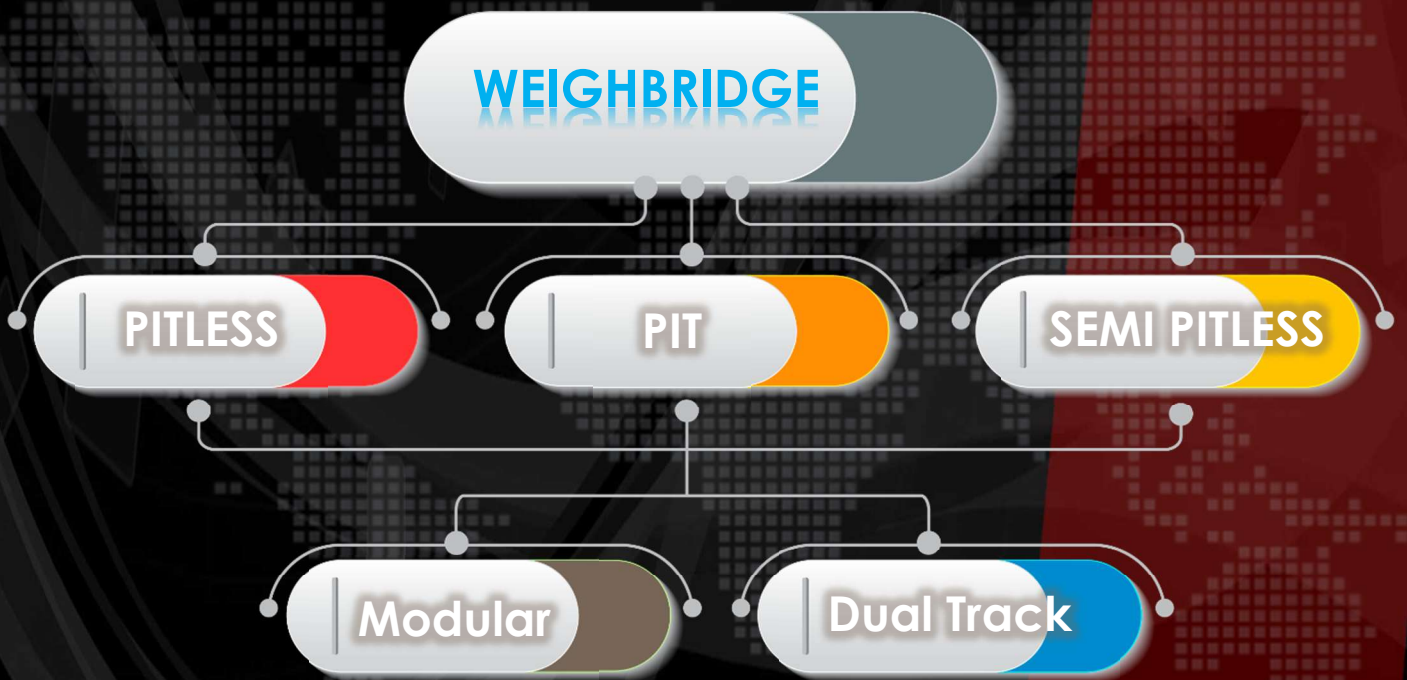 WEIGHBRIDGE
PITLESS
PIT
SEMI PITLESS
Modular
Dual Track